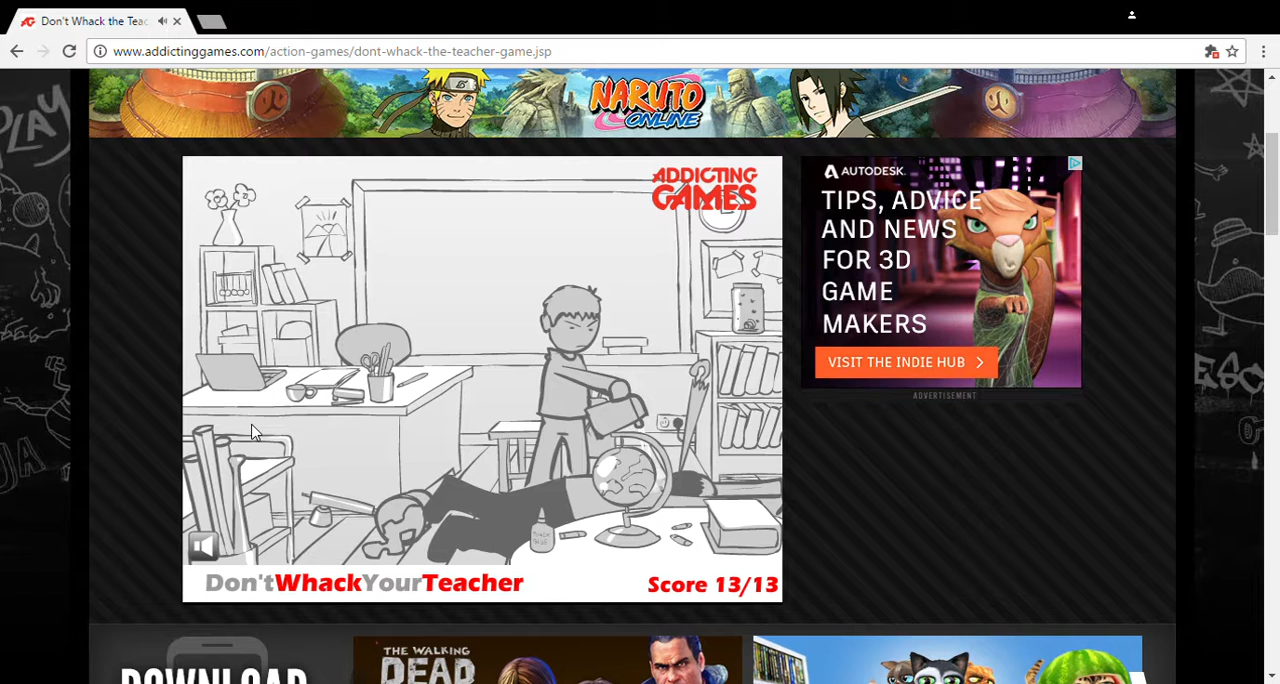 Don't Whack the Teac
www.addictinggames.com/action-games/dont-whack-the-teacher-game.jsp
PLAY
NARUTO
ONLINE
ADDICTING
GAMES
AUTODESK.
TIPS, ADVICE
AND NEWS
FOR 3D
GAME
MAKERS
VISIT THE INDIE HUB >
ADVERTISEMENT
Don'tWhackYourTeacher
Score 13/13
DOWNLOAD
THE WALKING
DEAD